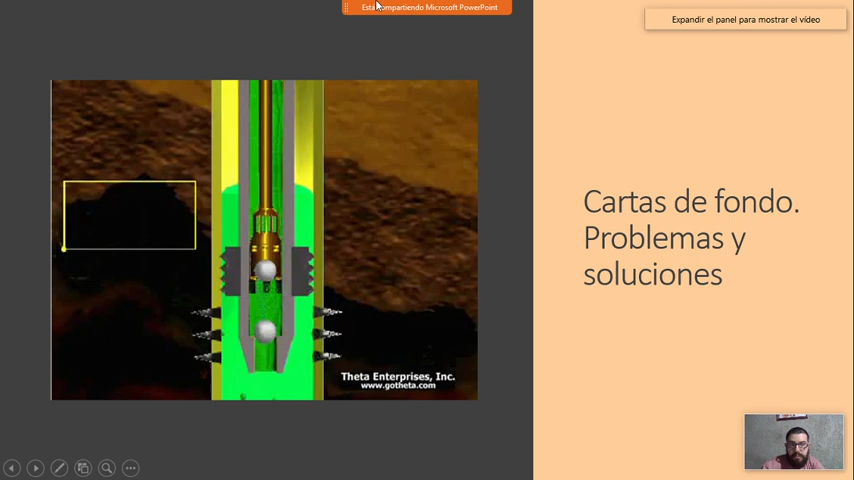 Está compartiendo Microsoft PowerPoint
Expandir el panel para mostrar el vídeo
Cartas de fondo.
Problemas y
soluciones
Theta Enterprises, Inc.
www.gotheta.com